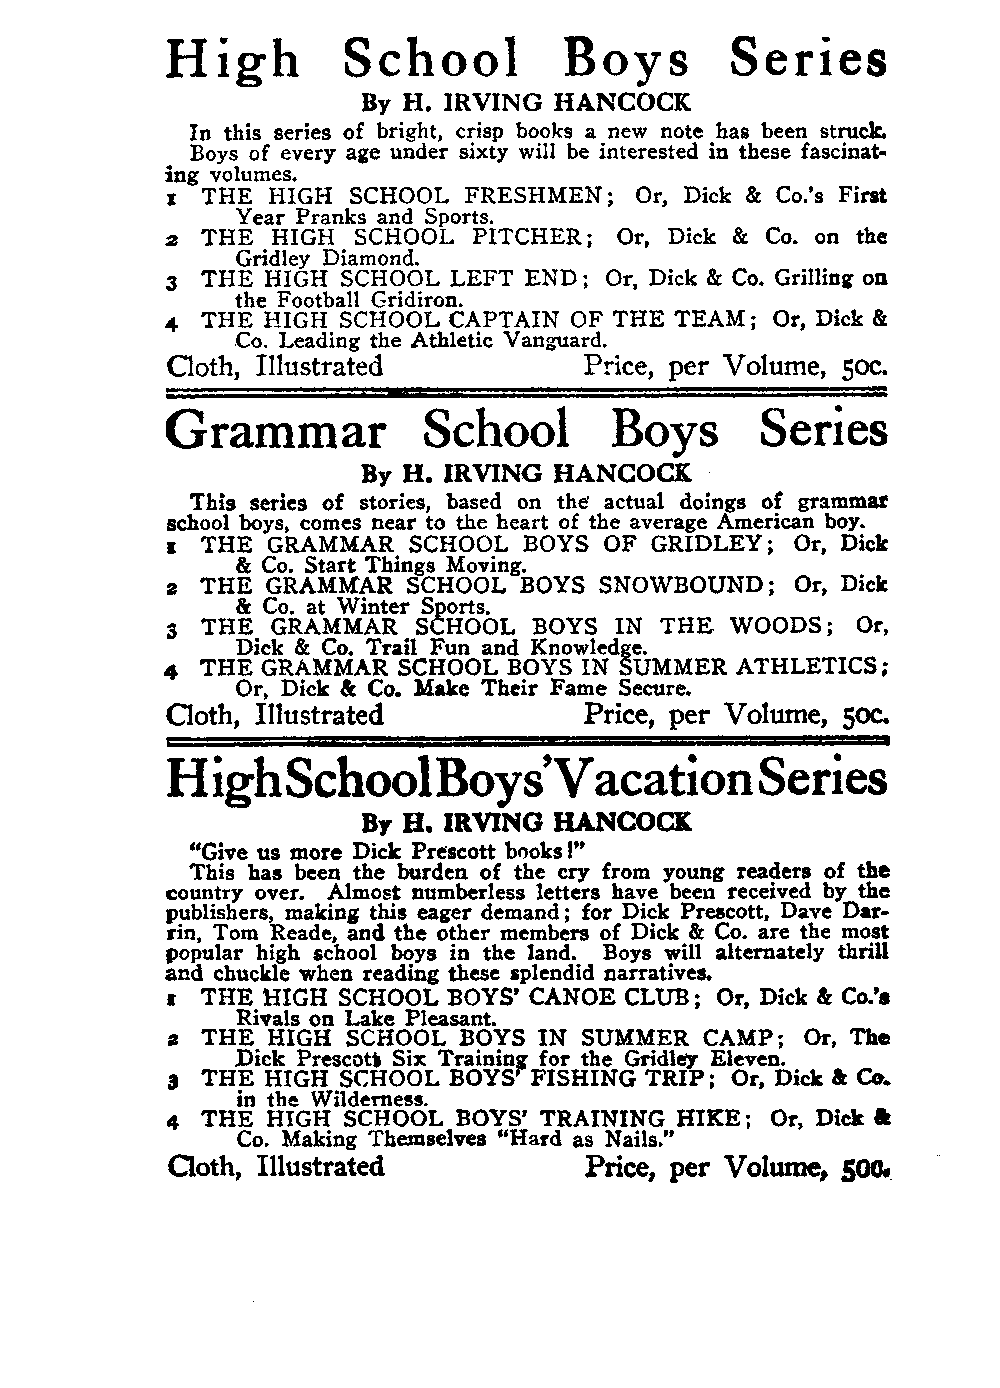 High School Boys Series
By H. IRVING HANCOCK
In this series of bright, crisp books a new note has been struck.
Boys of every age under sixty will be interested in these fascinat-
ing volumes.
1 THE HIGH SCHOOL FRESHMEN; Or, Dick & Co.'s First
Year Pranks and Sports.
2 THE HIGH SCHOOL PITCHER; Or, Dick & Co. on the
Gridley Diamond.
3 THE HIGH SCHOOL LEFT END; Or, Dick & Co. Grilling on
the Football Gridiron.
4 THE HIGH SCHOOL CAPTAIN OF THE TEAM; Or, Dick &
Co. Leading the Athletic Vanguard.
Cloth, Illustrated Price, per Volume, 50c.
Grammar School Boys Series
By H. IRVING HANCOCK
This series of stories, based on the actual doings of grammar
school boys, comes near to the heart of the average American boy.
1 THE GRAMMAR SCHOOL BOYS OF GRIDLEY; Or, Dick
& Co. Start Things Moving.
2 THE GRAMMAR SCHOOL BOYS SNOWBOUND; Or, Dick
& Co. at Winter Sports.
3 THE GRAMMAR SCHOOL BOYS IN THE WOODS; Or,
Dick & Co. Trail Fun and Knowledge.
4 THE GRAMMAR SCHOOL BOYS IN SUMMER ATHLETICS;
Or, Dick & Co. Make Their Fame Secure.
Cloth, Illustrated Price, per Volume, 50c.
High School Boys' Vacation Series
By H. IRVING HANCOCK
"Give us more Dick Prescott books!"
This has been the burden of the cry from young readers of the
country over. Almost numberless letters have been received by the
publishers, making this eager demand; for Dick Prescott, Dave Dar-
rin, Tom Reade, and the other members of Dick & Co. are the most
popular high school boys in the land. Boys will alternately thrill
and chuckle when reading these splendid narratives.
1 THE HIGH SCHOOL BOYS' CANOE CLUB; Or, Dick & Co.'s
Rivals on Lake Pleasant.
2 THE HIGH SCHOOL BOYS IN SUMMER CAMP; Or, The
Dick Prescott Six Training for the Gridley Eleven.
3 THE HIGH SCHOOL BOYS' FISHING TRIP; Or, Dick & Co.
in the Wilderness.
4 THE HIGH SCHOOL BOYS' TRAINING HIKE; Or, Dick &
Co. Making Themselves "Hard as Nails."
Cloth, Illustrated Price, per Volume, 50c.